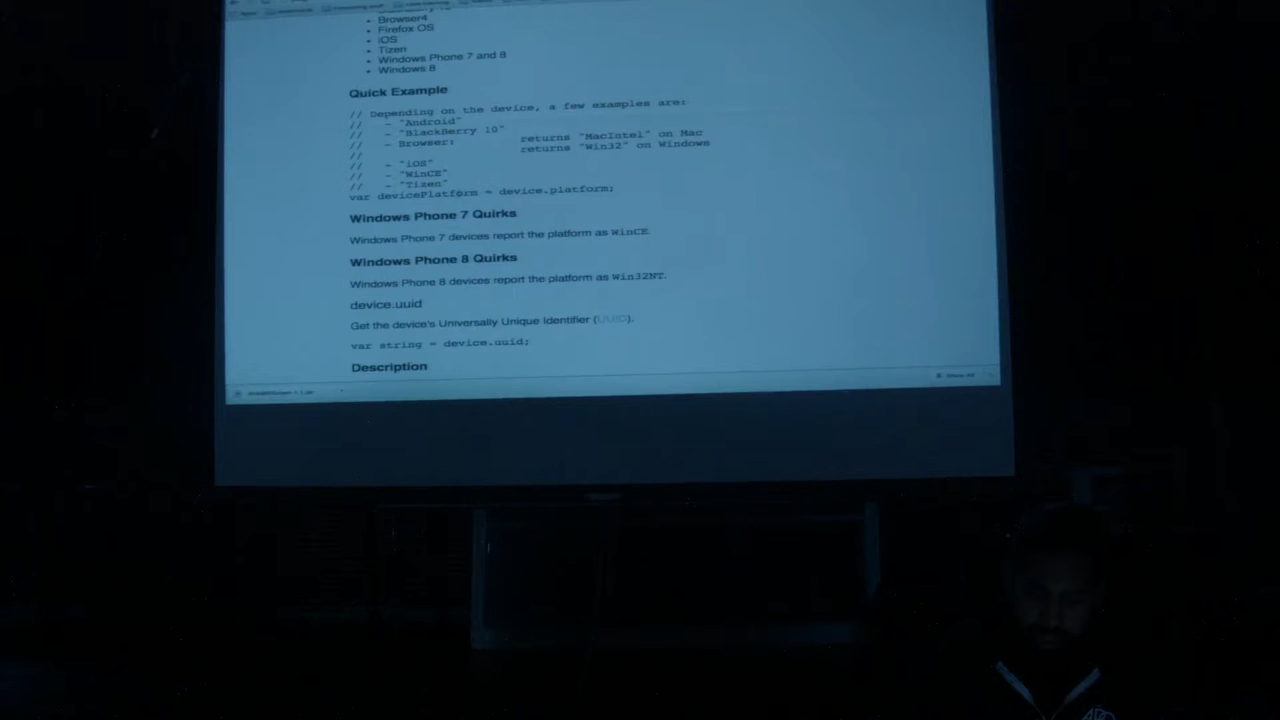 Browser4
Firefox OS
iOS
Tizen
Windows Phone 7 and 8
Windows 8
Quick Example
// Depending on the device, a few examples are:
// - "Android"
// - "BlackBerry 10"
// - Browser: returns "MacIntel" on Mac
// returns "Win32" on Windows
// - "iOS"
// - "WinCE"
// - "Tizen"
var devicePlatform = device.platform;
Windows Phone 7 Quirks
Windows Phone 7 devices report the platform as WinCE.
Windows Phone 8 Quirks
Windows Phone 8 devices report the platform as Win32NT.
device.uuid
Get the device's Universally Unique Identifier (UUID).
var string = device.uuid;
Description